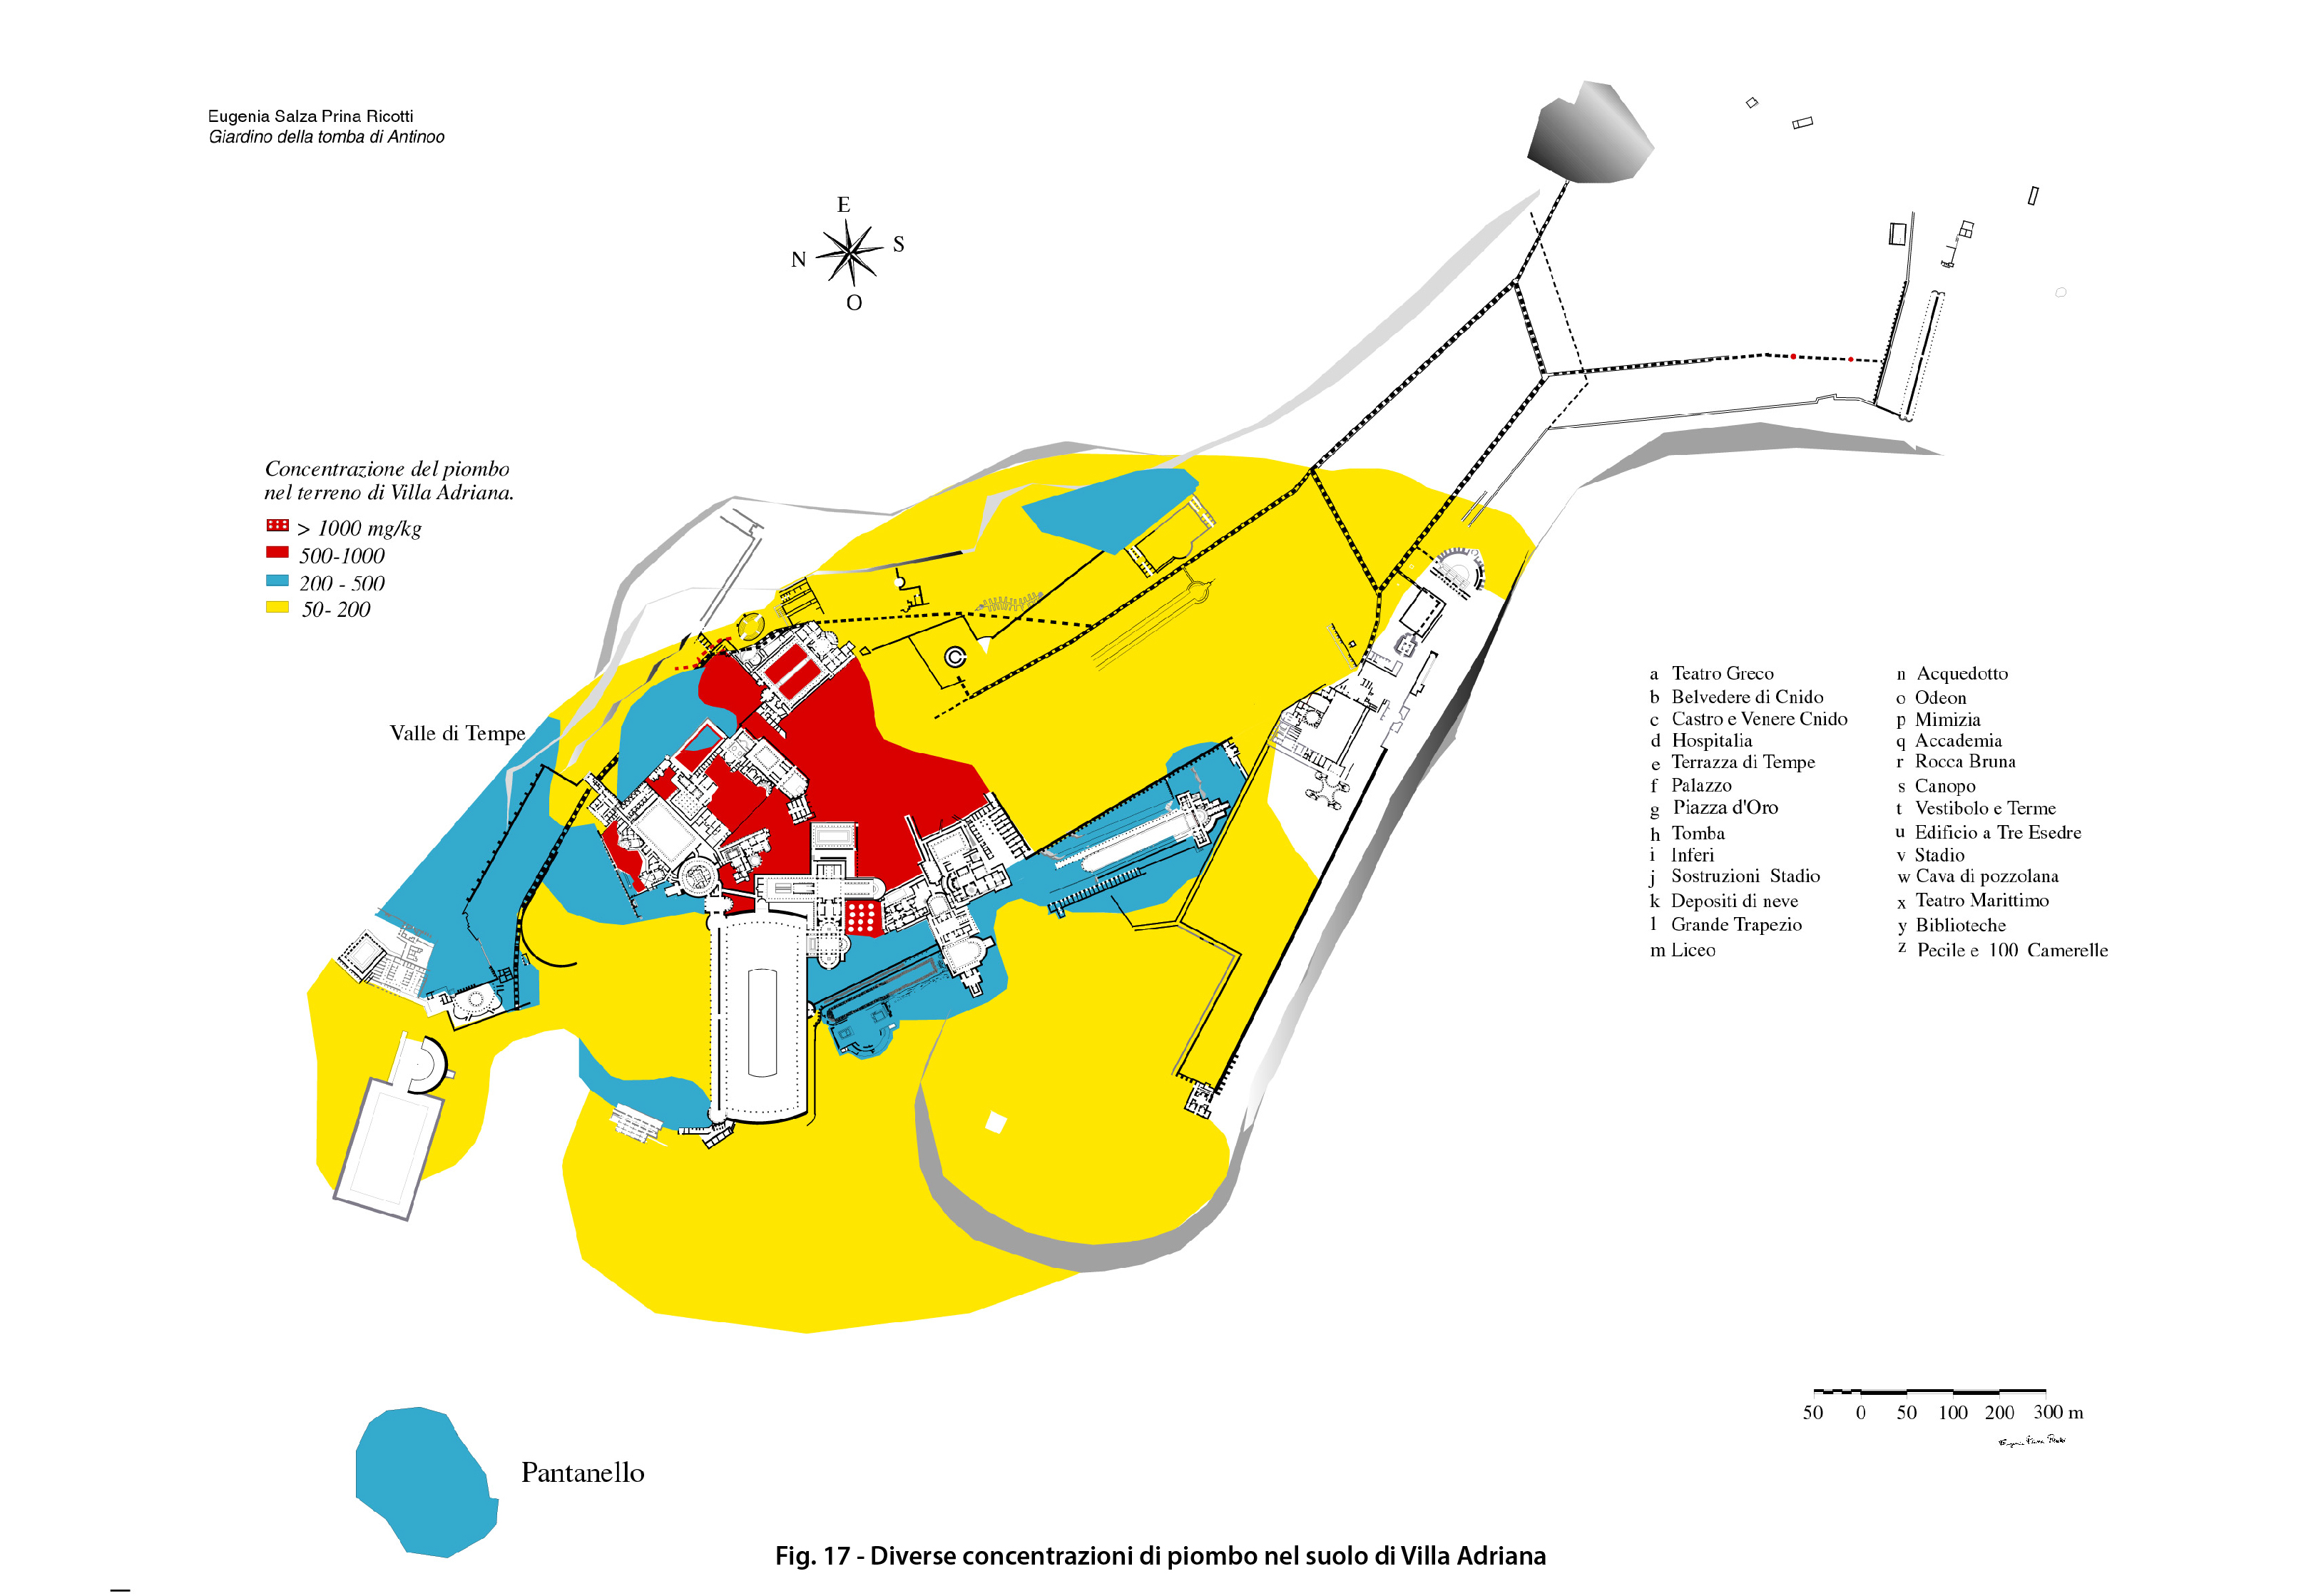 Eugenia Salza Prina Ricotti
Giardino della tomba di Antinoo
E
N
S
O
Concentrazione del piombo
nel terreno di Villa Adriana.
> 1000 mg/kg
500-1000
200 - 500
50- 200
Valle di Tempe
a Teatro Greco
b Belvedere di Cnido
c Castro e Venere Cnido
d Hospitalia
e Terrazza di Tempe
f Palazzo
g Piazza d'Oro
h Tomba
i Inferi
j Sostruzioni Stadio
k Depositi di neve
l Grande Trapezio
m Liceo
n Acquedotto
o Odeon
p Mimizia
q Accademia
r Rocca Bruna
s Canopo
t Vestibolo e Terme
u Edificio a Tre Esedre
v Stadio
w Cava di pozzolana
x Teatro Marittimo
y Biblioteche
z Pecile e 100 Camerelle
50 0 50 100 200 300 m
Pantanello
Fig. 17 - Diverse concentrazioni di piombo nel suolo di Villa Adriana